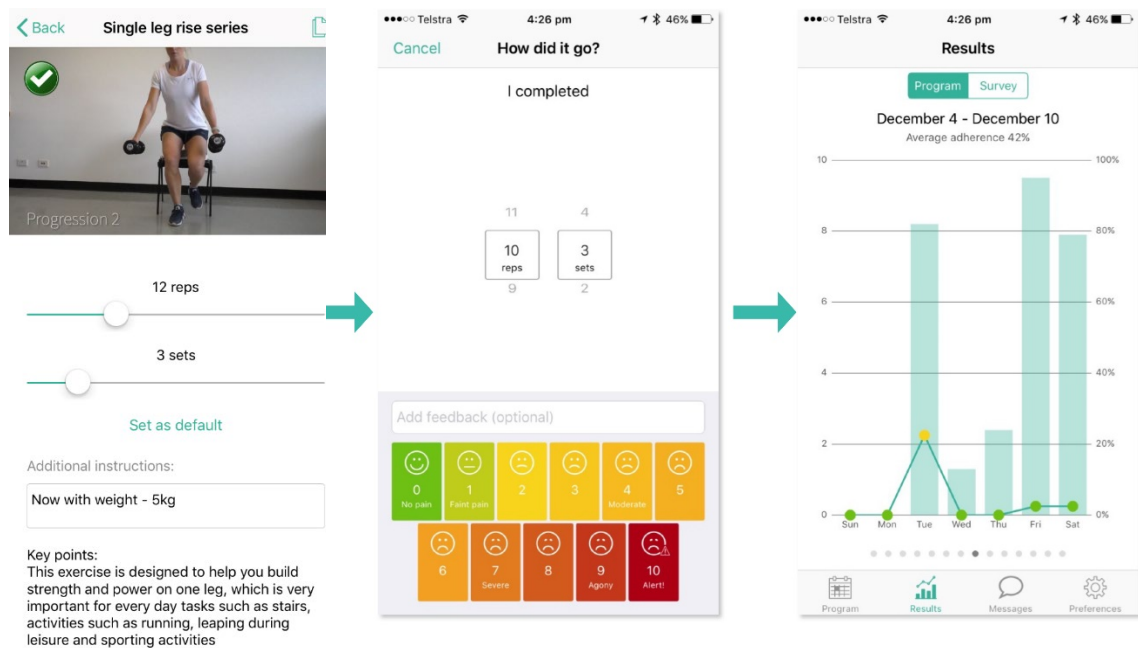 Back
Single leg rise series
Progression 2
12 reps
3 sets
Set as default
Additional instructions:
Now with weight - 5kg
Key points:
This exercise is designed to help you build
strength and power on one leg, which is very
important for every day tasks such as stairs,
activities such as running, leaping during
leisure and sporting activities
Telstra 4:26 pm 46%
Cancel How did it go?
I completed
11 4
10 3
reps sets
9 2
Add feedback (optional)
0 1 2 3 4 5
No pain Faint pain Moderate
6 7 8 9 10
Severe Agony Alert!
Telstra 4:26 pm 46%
Results
Program Survey
December 4 - December 10
Average adherence 42%
10 100%
8 80%
6 60%
4 40%
2 20%
0 0%
Sun Mon Tue Wed Thu Fri Sat
Program Results Messages Preferences